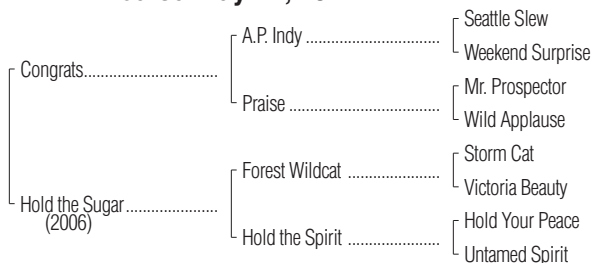 Seattle Slew
A.P. Indy
Weekend Surprise
Congrats
Mr. Prospector
Praise
Wild Applause
Storm Cat
Forest Wildcat
Victoria Beauty
Hold the Sugar
(2006)
Hold Your Peace
Hold the Spirit
Untamed Spirit